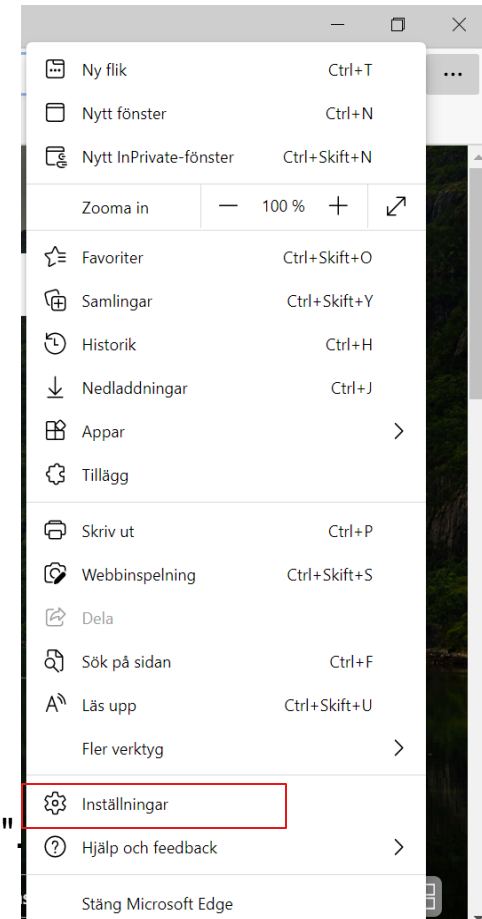 Ny flik Ctrl+T
Nytt fönster Ctrl+N
Nytt InPrivate-fönster Ctrl+Skift+N
Zooma in — 100 % +
Favoriter Ctrl+Skift+O
Samlingar Ctrl+Skift+Y
Historik Ctrl+H
Nedladdningar Ctrl+J
Appar
Tillägg
Skriv ut Ctrl+P
Webbinspelning Ctrl+Skift+S
Dela
Sök på sidan Ctrl+F
Läs upp Ctrl+Skift+U
Fler verktyg
Inställningar
".
Hjälp och feedback
Stäng Microsoft Edge